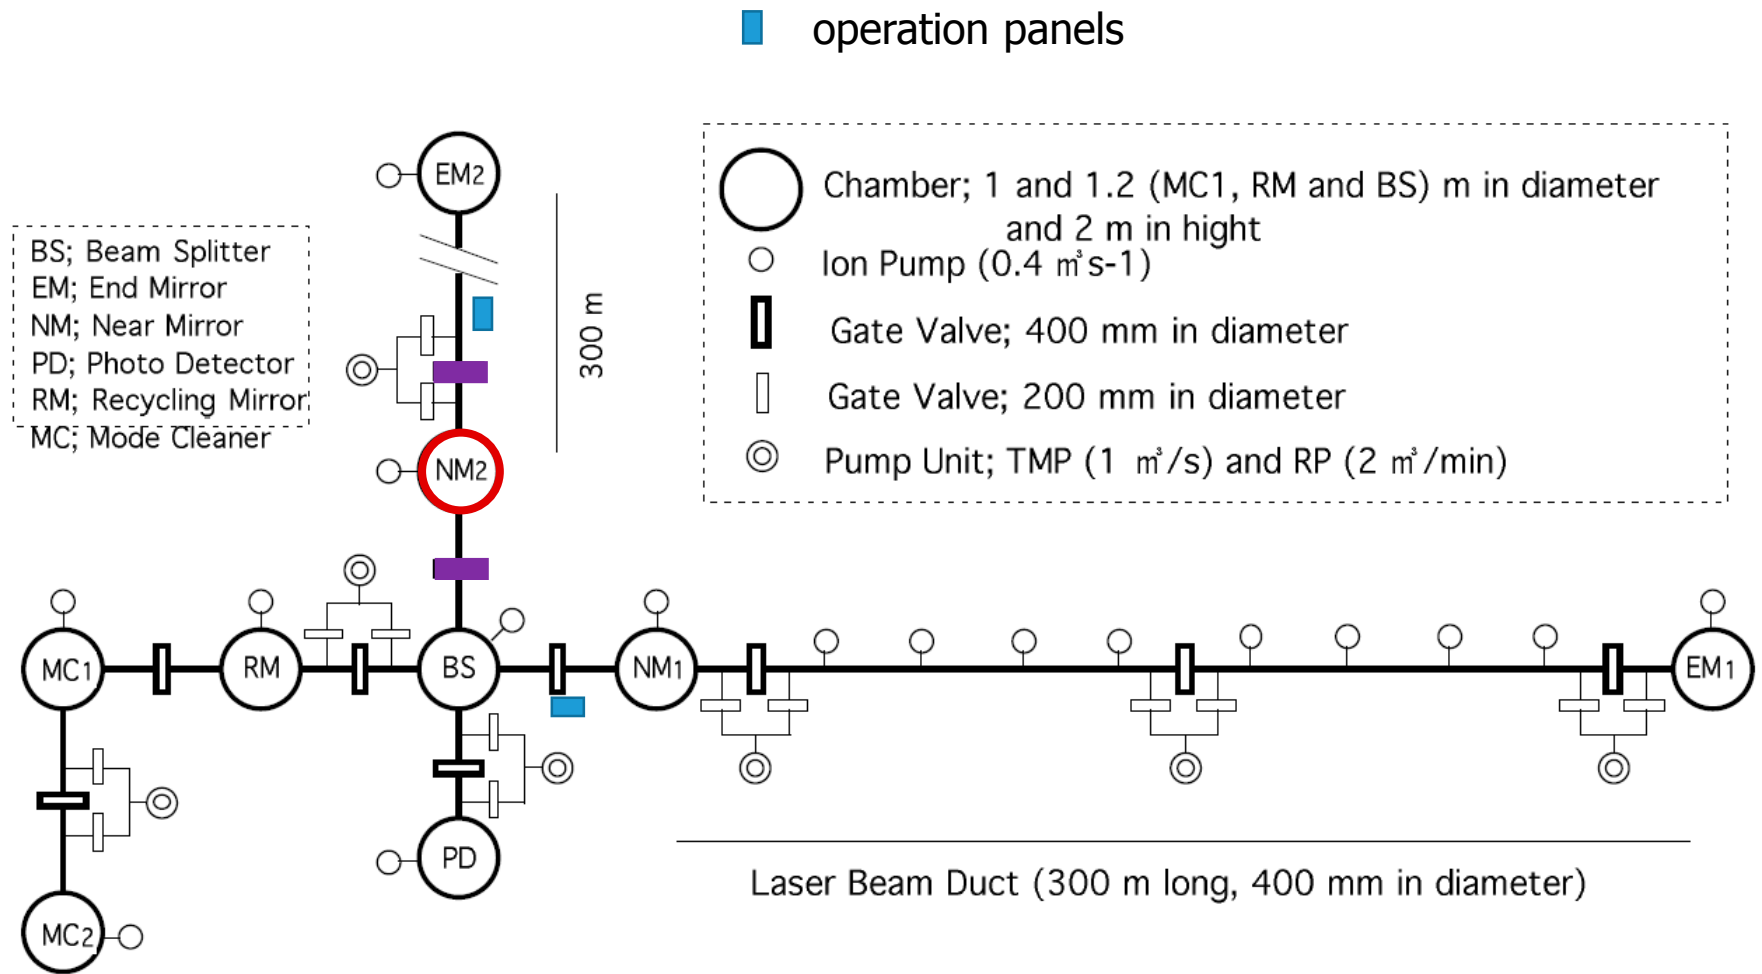 operation panels
Chamber; 1 and 1.2 (MC1, RM and BS) m in diameter
and 2 m in hight
Ion Pump (0.4 m³s-1)
Gate Valve; 400 mm in diameter
Gate Valve; 200 mm in diameter
Pump Unit; TMP (1 m³/s) and RP (2 m³/min)
BS; Beam Splitter
EM; End Mirror
NM; Near Mirror
PD; Photo Detector
RM; Recycling Mirror
MC; Mode Cleaner
EM2
300 m
NM2
MC1
RM
BS
NM1
EM1
PD
MC2
Laser Beam Duct (300 m long, 400 mm in diameter)